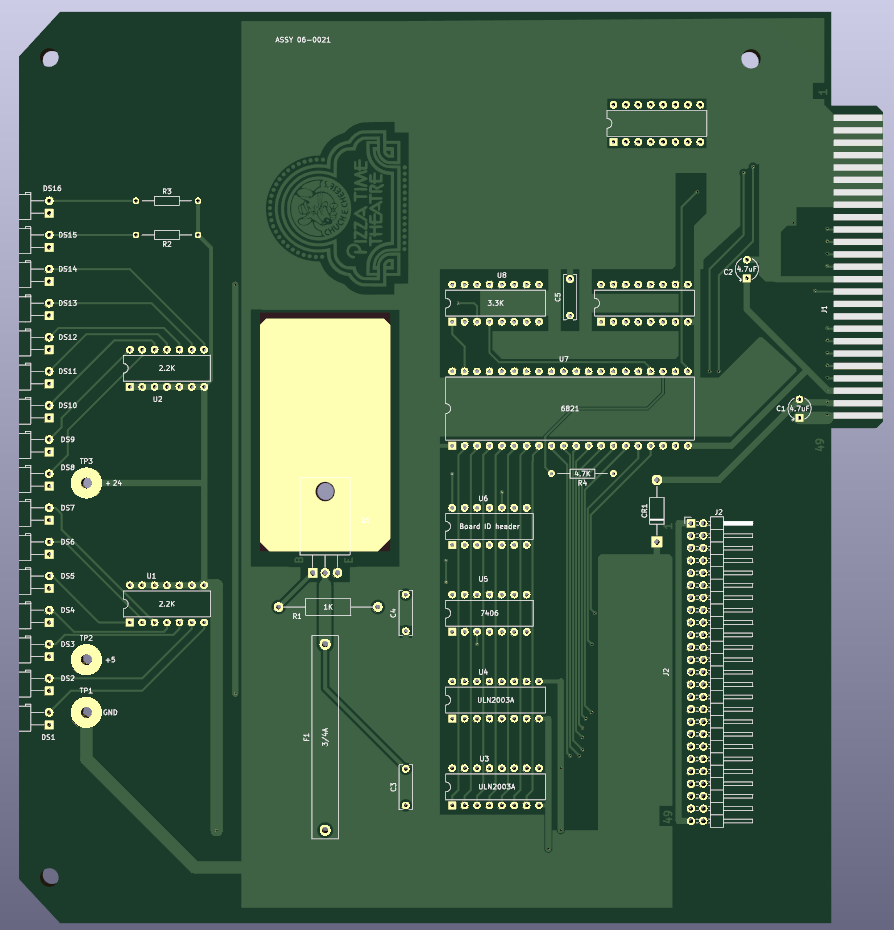 ASSY 06-0021
1
PIZZA TIME
THEATRE
CHUCK E. CHEESE'S
DS16
R3
DS15
R2
DS14
DS13
DS12
DS11
DS10
DS9
DS8
DS7
DS6
DS5
DS4
DS3
DS2
DS1
2.2K
U2
TP3
+24
U1
2.2K
TP2
+5
TP1
GND
R1
1K
F1
3/4A
C4
C3
U8
3.3K
C5
U7
6821
4.7K
R4
U6
Board ID header
U5
7406
U4
ULN2003A
U3
ULN2003A
C2
4.7uF
J1
C1
4.7uF
49
CR1
J2
1
J2
49
B
E